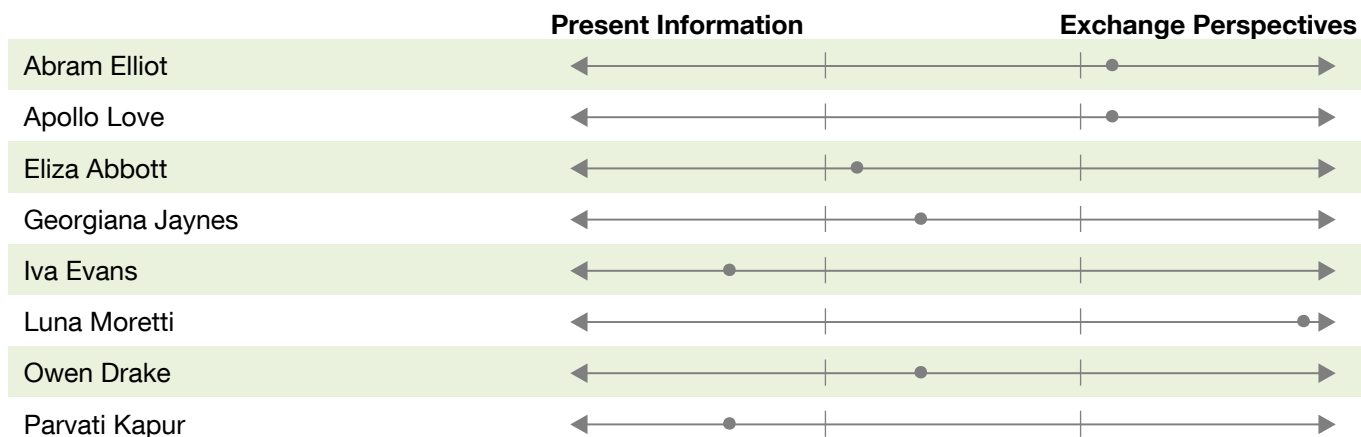 Present Information Exchange Perspectives
Abram Elliot
Apollo Love
Eliza Abbott
Georgiana Jaynes
Iva Evans
Luna Moretti
Owen Drake
Parvati Kapur